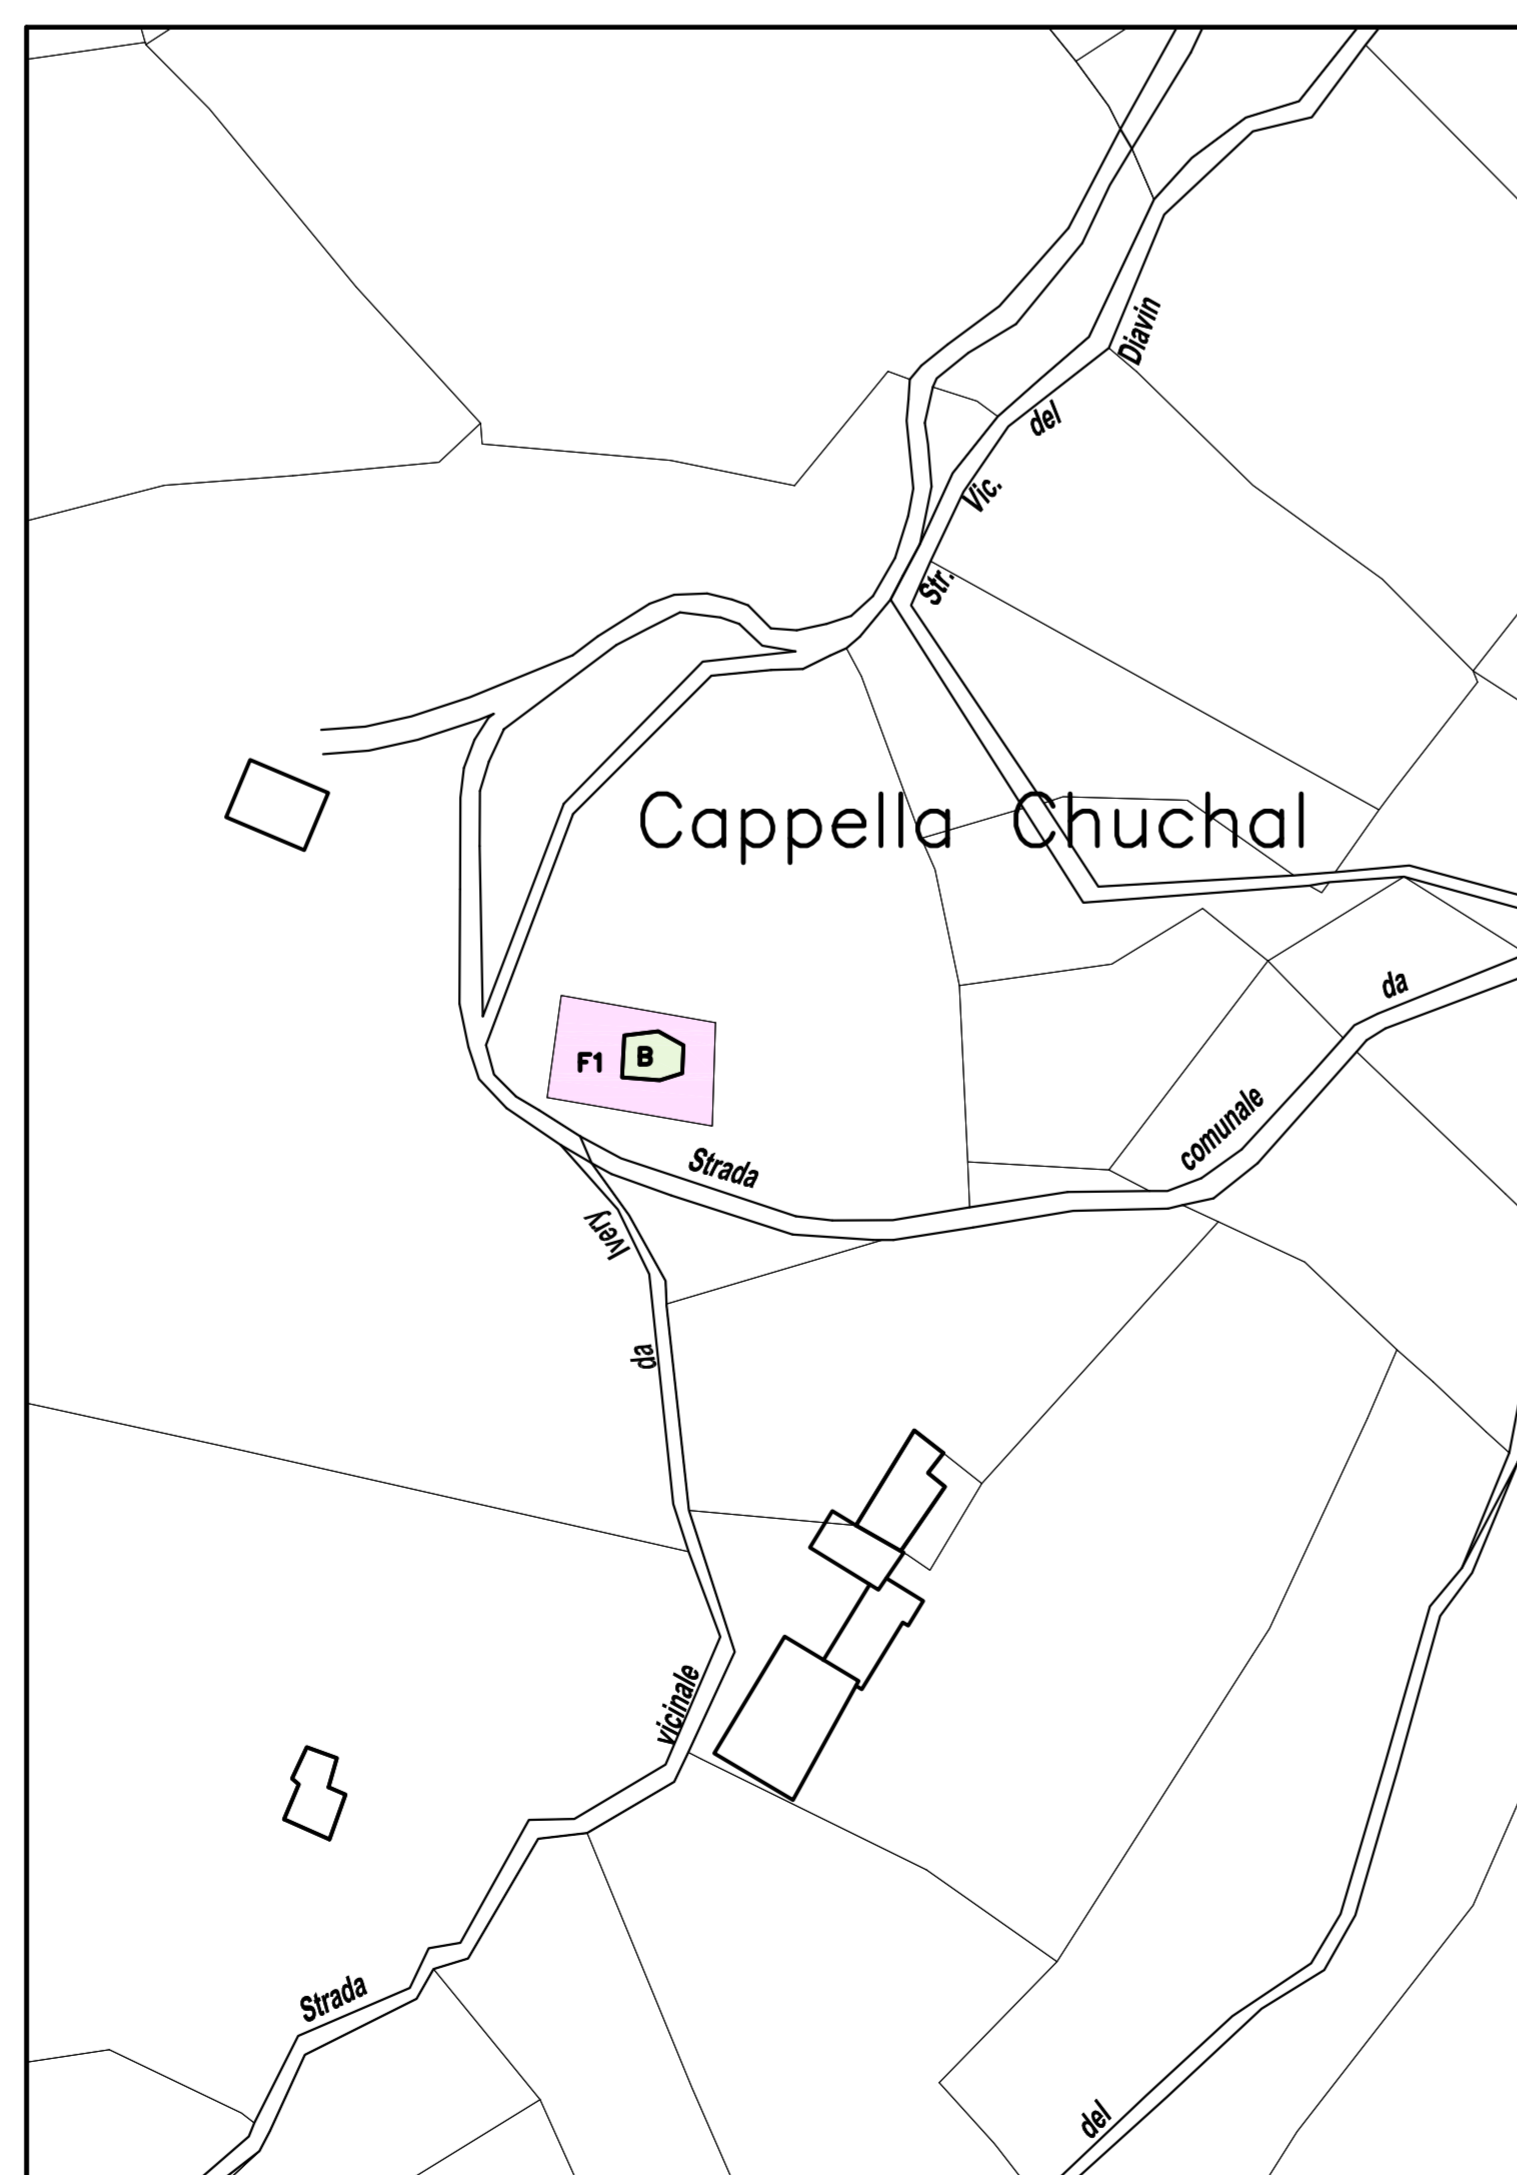 Diavin
del
Vic.
Str.
Cappella Chuchal
da
F1
B
comunale
Strada
Ivery
da
vicinale
Strada
del